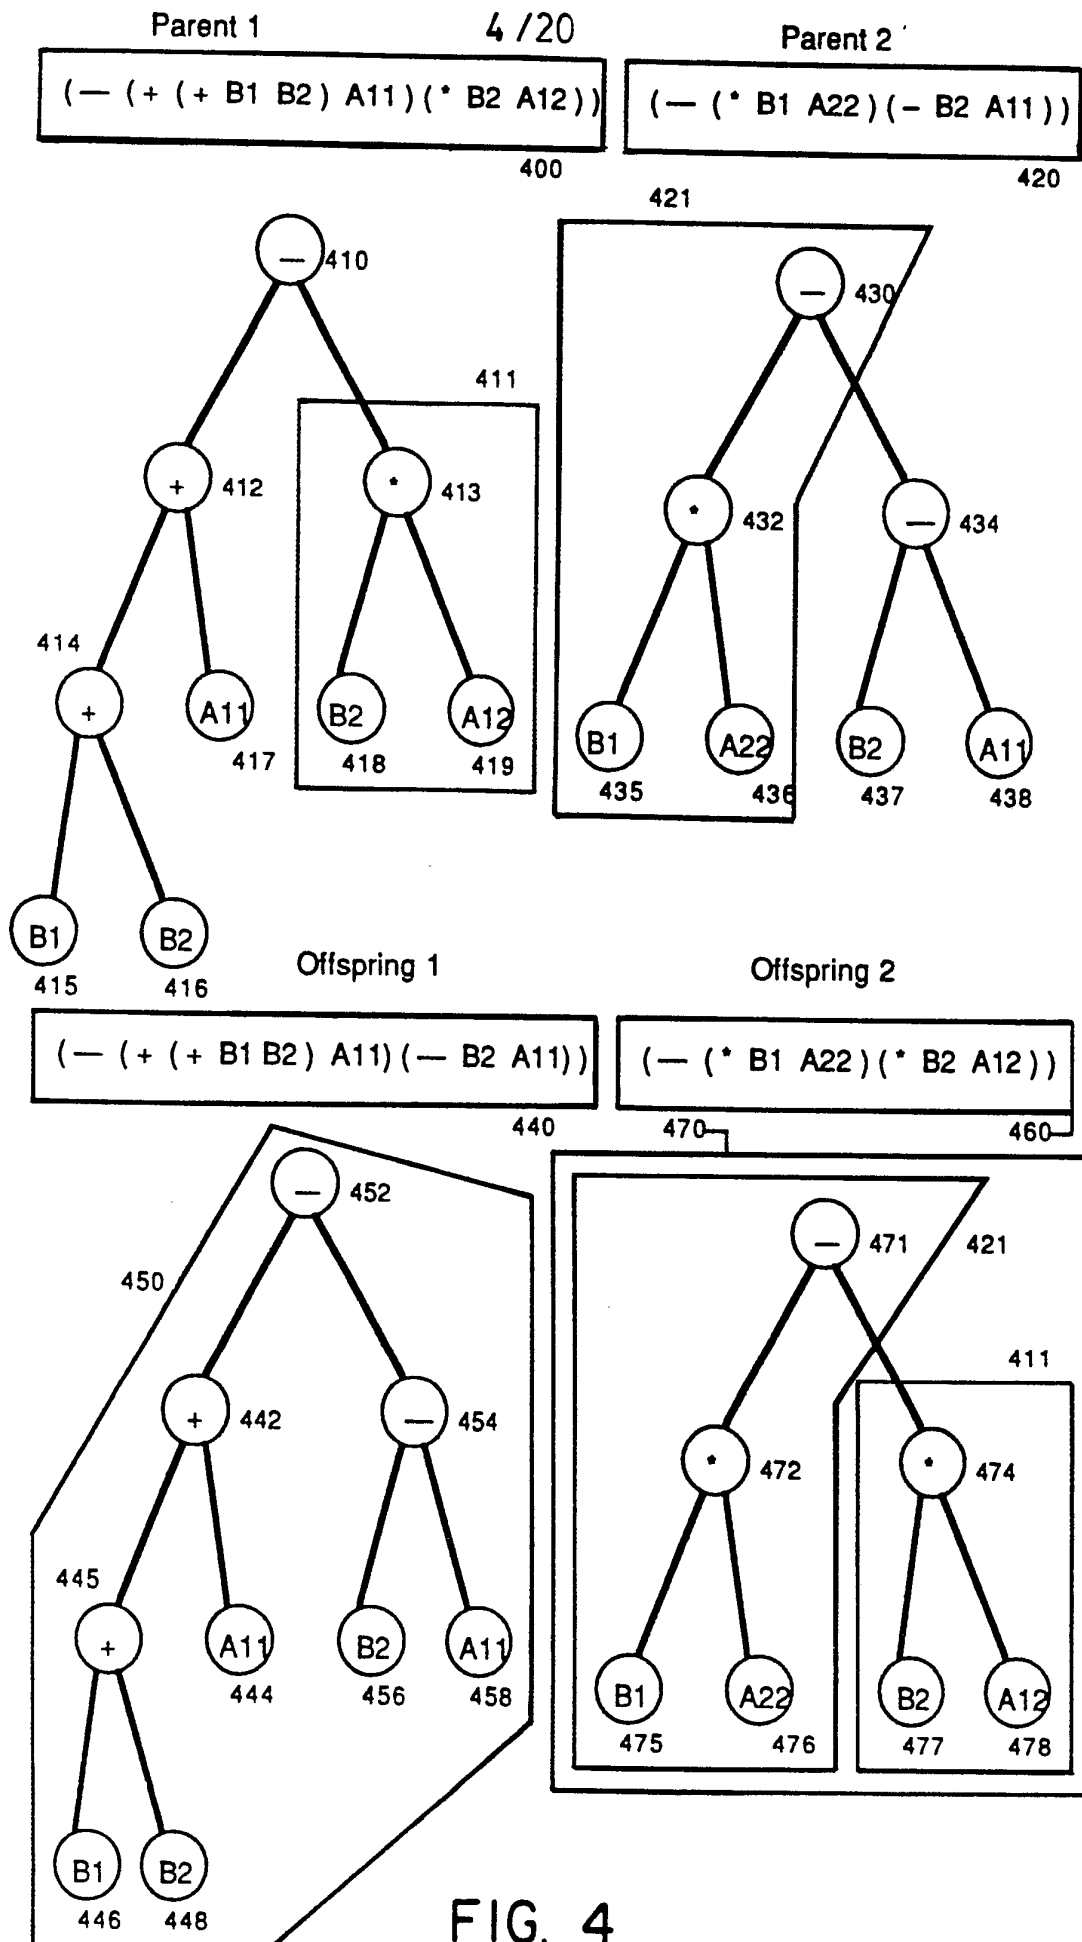 Parent 1 4/20 Parent 2
(— (+ (+ B1 B2) A11)(* B2 A12)) (— (* B1 A22)(- B2 A11))
400 420
421
— 410 — 430
411
+ 412 * 413 * 432 — 434
414
+ A11 B2 A12 B1 A22 B2 A11
417 418 419 435 436 437 438
B1 B2
415 416
Offspring 1 Offspring 2
(— (+ (+ B1 B2) A11)(— B2 A11)) (— (* B1 A22)(* B2 A12))
440 470 460
— 452 — 471 421
450
411
+ 442 — 454 * 472 * 474
445
+ A11 B2 A11 B1 A22 B2 A12
444 456 458 475 476 477 478
B1 B2
446 448
FIG. 4